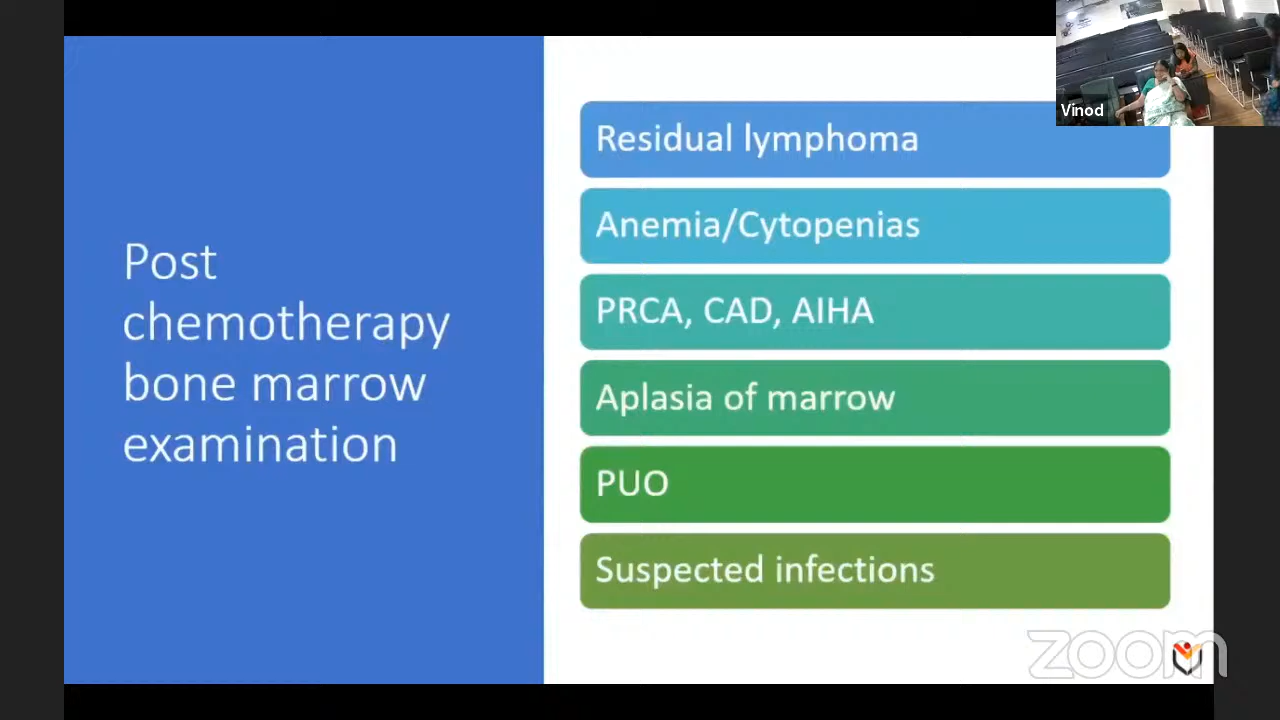 Vinod
Post
chemotherapy
bone marrow
examination
Residual lymphoma
Anemia/Cytopenias
PRCA, CAD, AIHA
Aplasia of marrow
PUO
Suspected infections
zoom